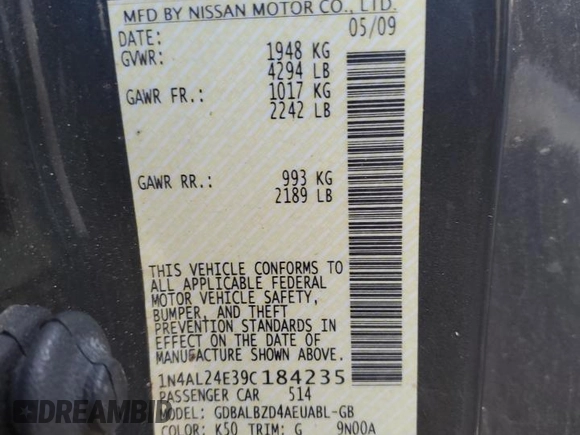 MFD BY NISSAN MOTOR CO., LTD.
DATE: 05/09
GVWR: 1948 KG
4294 LB
GAWR FR.: 1017 KG
2242 LB
GAWR RR.: 993 KG
2189 LB
THIS VEHICLE CONFORMS TO
ALL APPLICABLE FEDERAL
MOTOR VEHICLE SAFETY,
BUMPER, AND THEFT
PREVENTION STANDARDS IN
EFFECT ON THE DATE OF
MANUFACTURE SHOWN ABOVE.
1N4AL24E39C184235
PASSENGER CAR 514
MODEL: GDBALBZD4AEUABL-GB
COLOR: K50 TRIM: G 9N00A
REAL CARFACTS